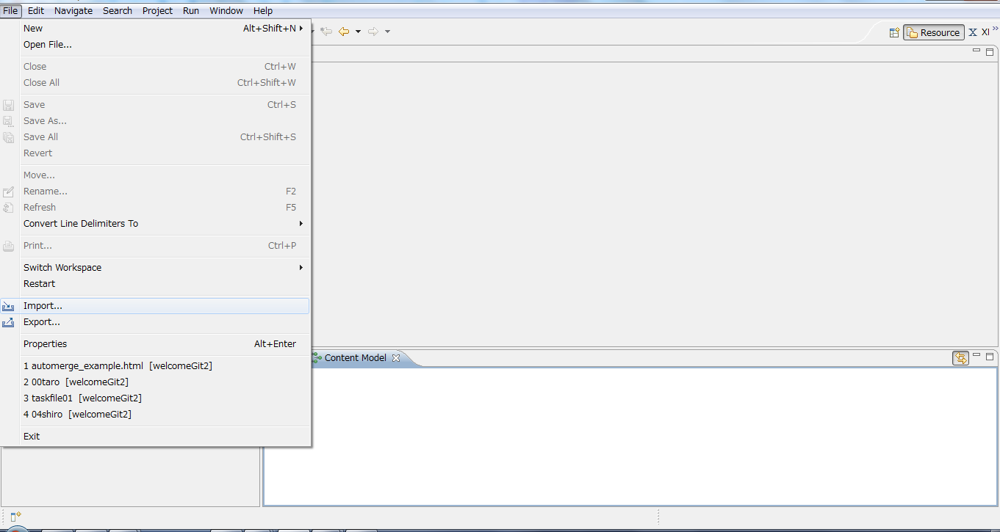 File Edit Navigate Search Project Run Window Help
New Alt+Shift+N
Open File...
Close Ctrl+W
Close All Ctrl+Shift+W
Save Ctrl+S
Save As...
Save All Ctrl+Shift+S
Revert
Move...
Rename... F2
Refresh F5
Convert Line Delimiters To
Print... Ctrl+P
Switch Workspace
Restart
Import...
Export...
Properties Alt+Enter
1 automerge_example.html [welcomeGit2]
2 00taro [welcomeGit2]
3 taskfile01 [welcomeGit2]
4 04shiro [welcomeGit2]
Exit
Resource X XI
Content Model